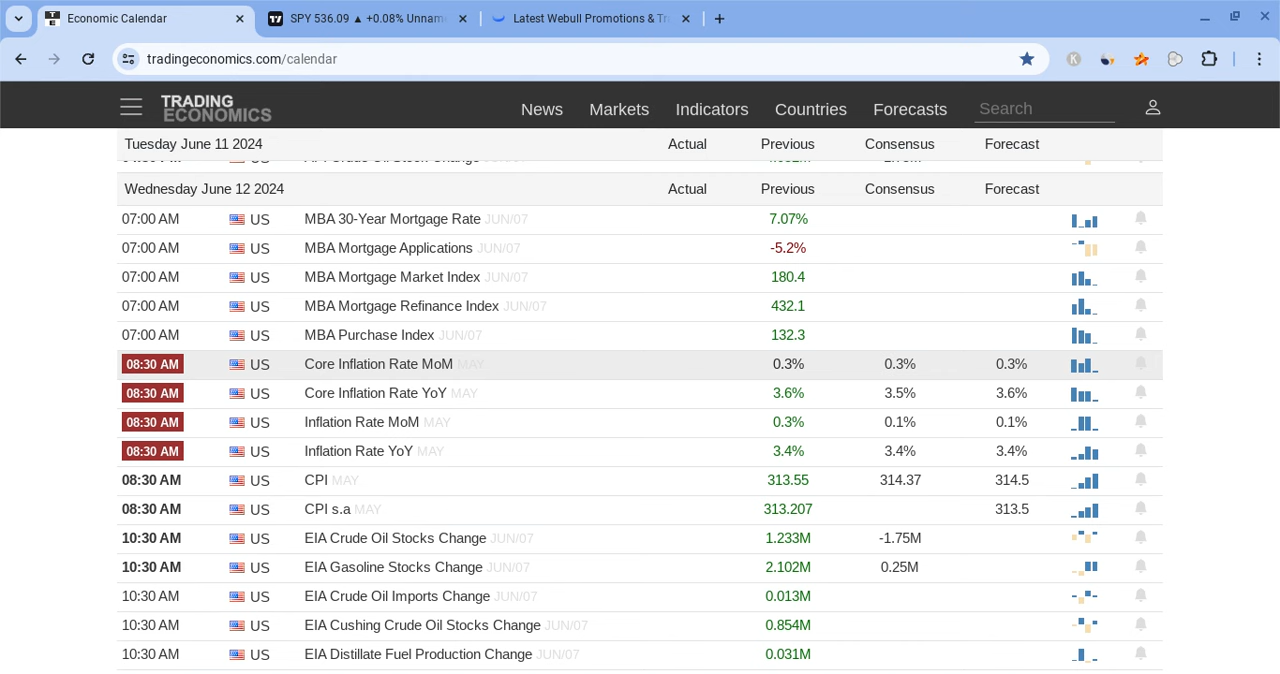 Economic Calendar
SPY 536.09 ▲ +0.08% Unnam
Latest Webull Promotions & Tr
tradingeconomics.com/calendar
TRADING ECONOMICS News Markets Indicators Countries Forecasts Search
Tuesday June 11 2024 Actual Previous Consensus Forecast
Wednesday June 12 2024 Actual Previous Consensus Forecast
07:00 AM US MBA 30-Year Mortgage Rate JUN/07 7.07%
07:00 AM US MBA Mortgage Applications JUN/07 -5.2%
07:00 AM US MBA Mortgage Market Index JUN/07 180.4
07:00 AM US MBA Mortgage Refinance Index JUN/07 432.1
07:00 AM US MBA Purchase Index JUN/07 132.3
08:30 AM US Core Inflation Rate MoM MAY 0.3% 0.3% 0.3%
08:30 AM US Core Inflation Rate YoY MAY 3.6% 3.5% 3.6%
08:30 AM US Inflation Rate MoM MAY 0.3% 0.1% 0.1%
08:30 AM US Inflation Rate YoY MAY 3.4% 3.4% 3.4%
08:30 AM US CPI MAY 313.55 314.37 314.5
08:30 AM US CPI s.a MAY 313.207 313.5
10:30 AM US EIA Crude Oil Stocks Change JUN/07 1.233M -1.75M
10:30 AM US EIA Gasoline Stocks Change JUN/07 2.102M 0.25M
10:30 AM US EIA Crude Oil Imports Change JUN/07 0.013M
10:30 AM US EIA Cushing Crude Oil Stocks Change JUN/07 0.854M
10:30 AM US EIA Distillate Fuel Production Change JUN/07 0.031M